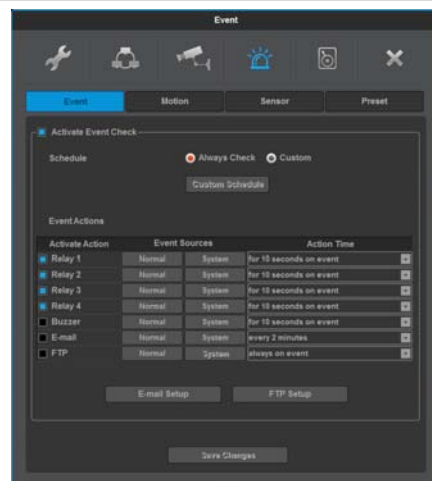 Event
Event Motion Sensor Preset
Activate Event Check
Schedule Always Check Custom
Custom Schedule
Event Actions
Activate Action Event Sources Action Time
Relay 1 Normal System for 10 seconds on event
Relay 2 Normal System for 10 seconds on event
Relay 3 Normal System for 10 seconds on event
Relay 4 Normal System for 10 seconds on event
Buzzer Normal System for 10 seconds on event
E-mail Normal System every 2 minutes
FTP Normal System always on event
E-mail Setup FTP Setup
Save Changes